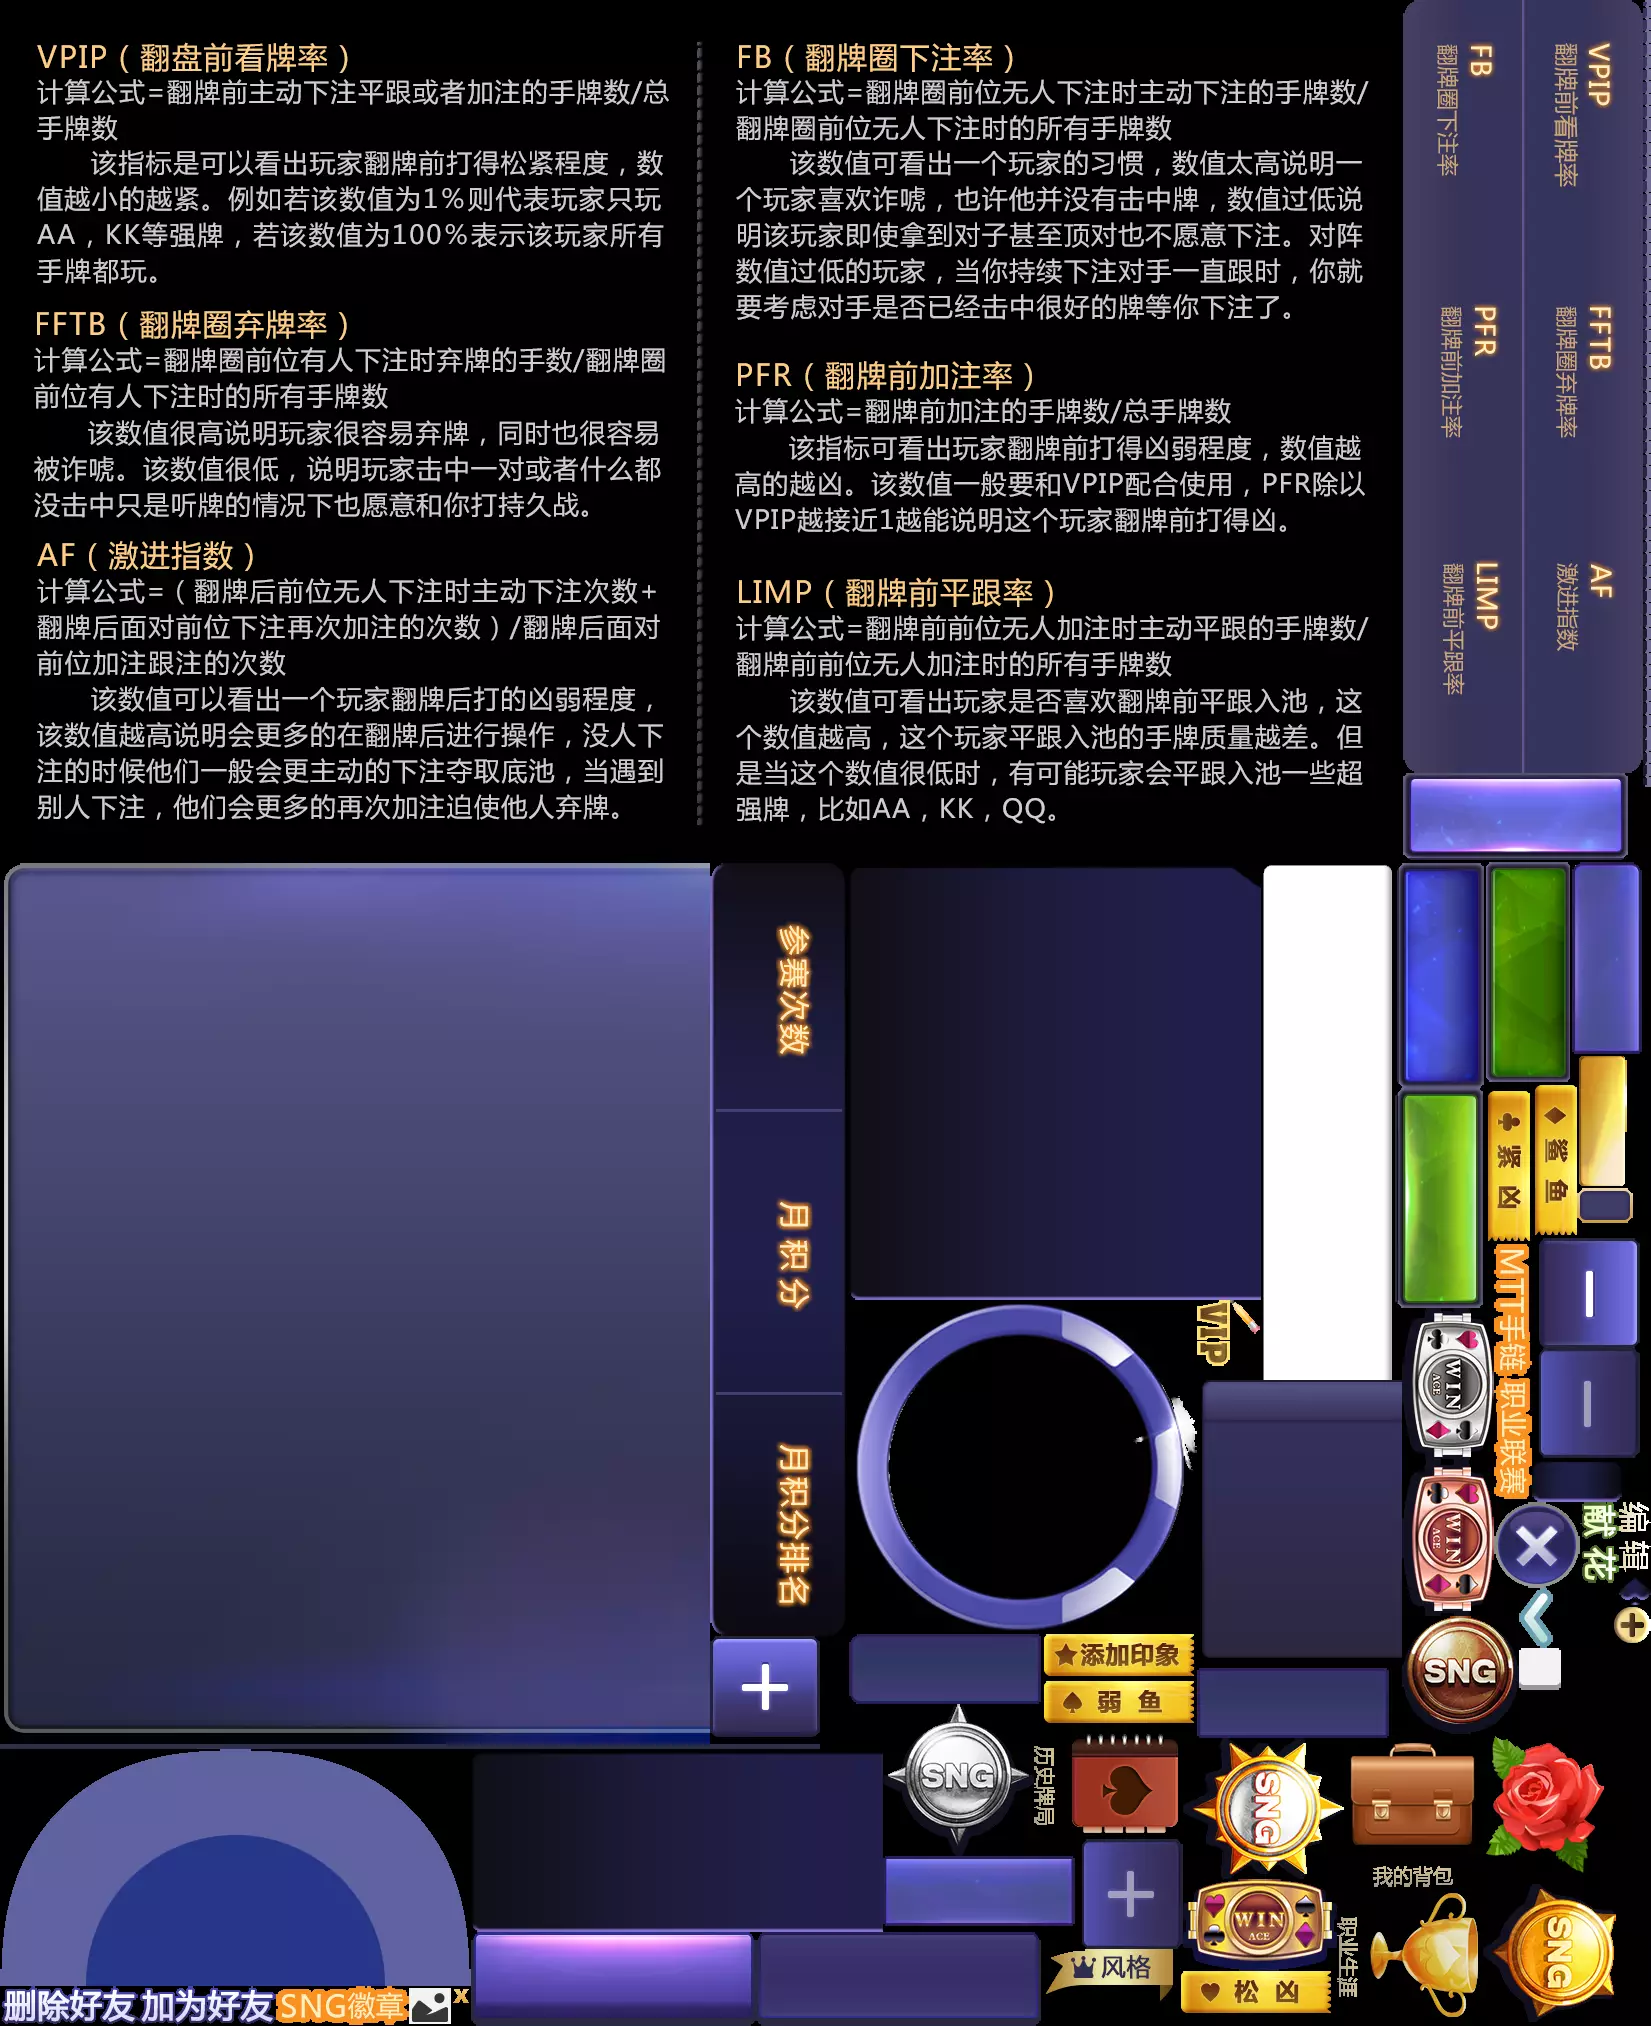 VPIP（翻盘前看牌率）
计算公式=翻牌前主动下注平跟或者加注的手牌数/总
手牌数
该指标是可以看出玩家翻牌前打得松紧程度，数
值越小的越紧。例如若该数值为1%则代表玩家只玩
AA，KK等强牌，若该数值为100%表示该玩家所有
手牌都玩。
FFTB（翻牌圈弃牌率）
计算公式=翻牌圈前位有人下注时弃牌的手数/翻牌圈
前位有人下注时的所有手牌数
该数值很高说明玩家很容易弃牌，同时也很容易
被诈唬。该数值很低，说明玩家击中一对或者什么都
没击中只是听牌的情况下也愿意和你打持久战。
AF（激进指数）
计算公式=（翻牌后前位无人下注时主动下注次数+
翻牌后面对前位下注再次加注的次数）/翻牌后面对
前位加注跟注的次数
该数值可以看出一个玩家翻牌后打的凶弱程度，
该数值越高说明会更多的在翻牌后进行操作，没人下
注的时候他们一般会更主动的下注夺取底池，当遇到
别人下注，他们会更多的再次加注迫使他人弃牌。
FB（翻牌圈下注率）
计算公式=翻牌圈前位无人下注时主动下注的手牌数/
翻牌圈前位无人下注时的所有手牌数
该数值可看出一个玩家的习惯，数值太高说明一
个玩家喜欢诈唬，也许他并没有击中牌，数值过低说
明该玩家即使拿到对子甚至顶对也不愿意下注。对阵
数值过低的玩家，当你持续下注对手一直跟时，你就
要考虑对手是否已经击中很好的牌等你下注了。
PFR（翻牌前加注率）
计算公式=翻牌前加注的手牌数/总手牌数
该指标可看出玩家翻牌前打得凶弱程度，数值越
高的越凶。该数值一般要和VPIP配合使用，PFR除以
VPIP越接近1越能说明这个玩家翻牌前打得凶。
LIMP（翻牌前平跟率）
计算公式=翻牌前前位无人加注时主动平跟的手牌数/
翻牌前前位无人加注时的所有手牌数
该数值可看出玩家是否喜欢翻牌前平跟入池，这
个数值越高，这个玩家平跟入池的手牌质量越差。但
是当这个数值很低时，有可能玩家会平跟入池一些超
强牌，比如AA，KK，QQ。
VPIP
翻牌前看牌率
FFTB
翻牌圈弃牌率
AF
激进指数
FB
翻牌圈下注率
PFR
翻牌前加注率
LIMP
翻牌前平跟率
参赛次数
月积分
月积分排名
VIP
紧凶
鲨鱼
MTT手链
职业联赛
WIN
ACE
WIN
ACE
编辑
献花
SNG
添加印象
弱鱼
SNG
历史牌局
SNG
我的背包
WIN
ACE
职业生涯
SNG
风格
松凶
删除好友
加为好友
SNG徽章
x